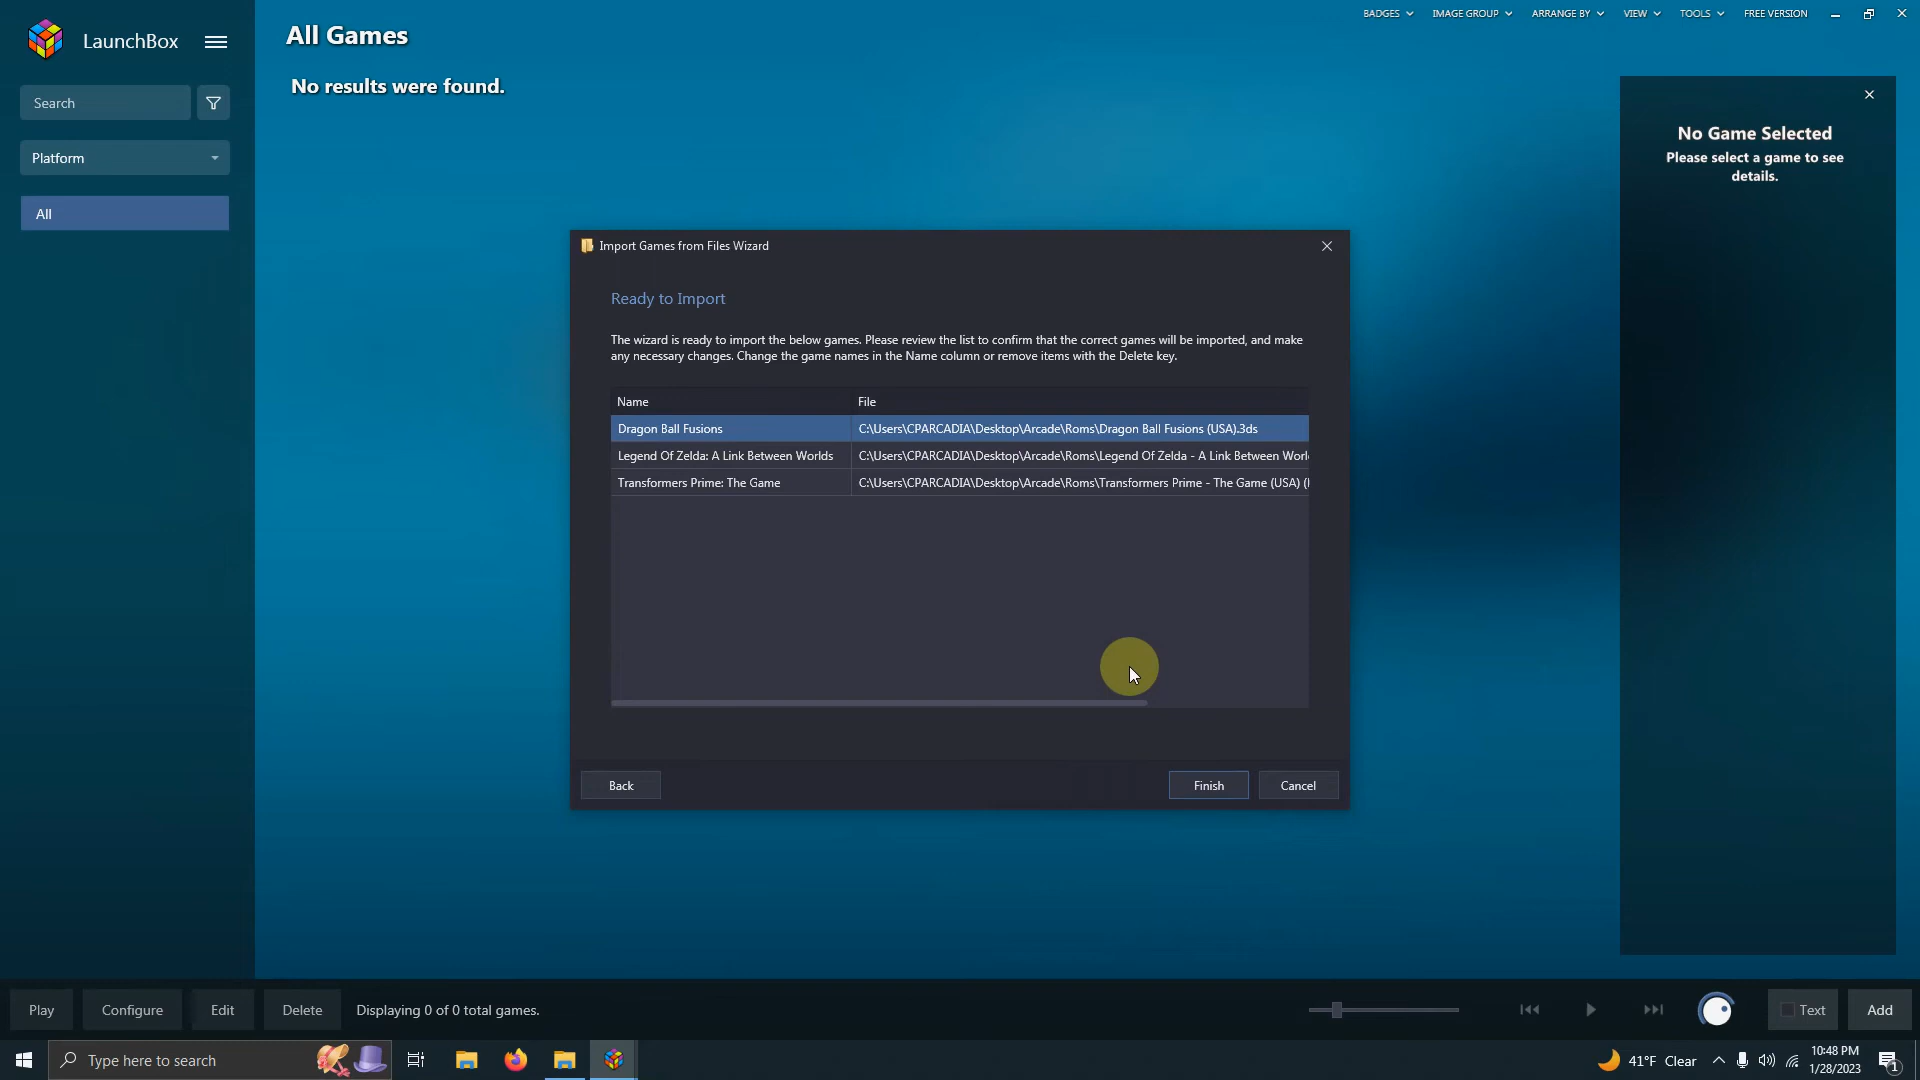 LaunchBox
Search
Platform
All
All Games
No results were found.
BADGES
IMAGE GROUP
ARRANGE BY
VIEW
TOOLS
FREE VERSION
No Game Selected
Please select a game to see
details.
Import Games from Files Wizard
Ready to Import
The wizard is ready to import the below games. Please review the list to confirm that the correct games will be imported, and make
any necessary changes. Change the game names in the Name column or remove items with the Delete key.
Name File
Dragon Ball Fusions C:\Users\CPARCADIA\Desktop\Arcade\Roms\Dragon Ball Fusions (USA).3ds
Legend Of Zelda: A Link Between Worlds C:\Users\CPARCADIA\Desktop\Arcade\Roms\Legend Of Zelda - A Link Between Worl
Transformers Prime: The Game C:\Users\CPARCADIA\Desktop\Arcade\Roms\Transformers Prime - The Game (USA) (
Back
Finish
Cancel
Play
Configure
Edit
Delete
Displaying 0 of 0 total games.
Text
Add
Type here to search
41°F Clear
10:48 PM
1/28/2023
1